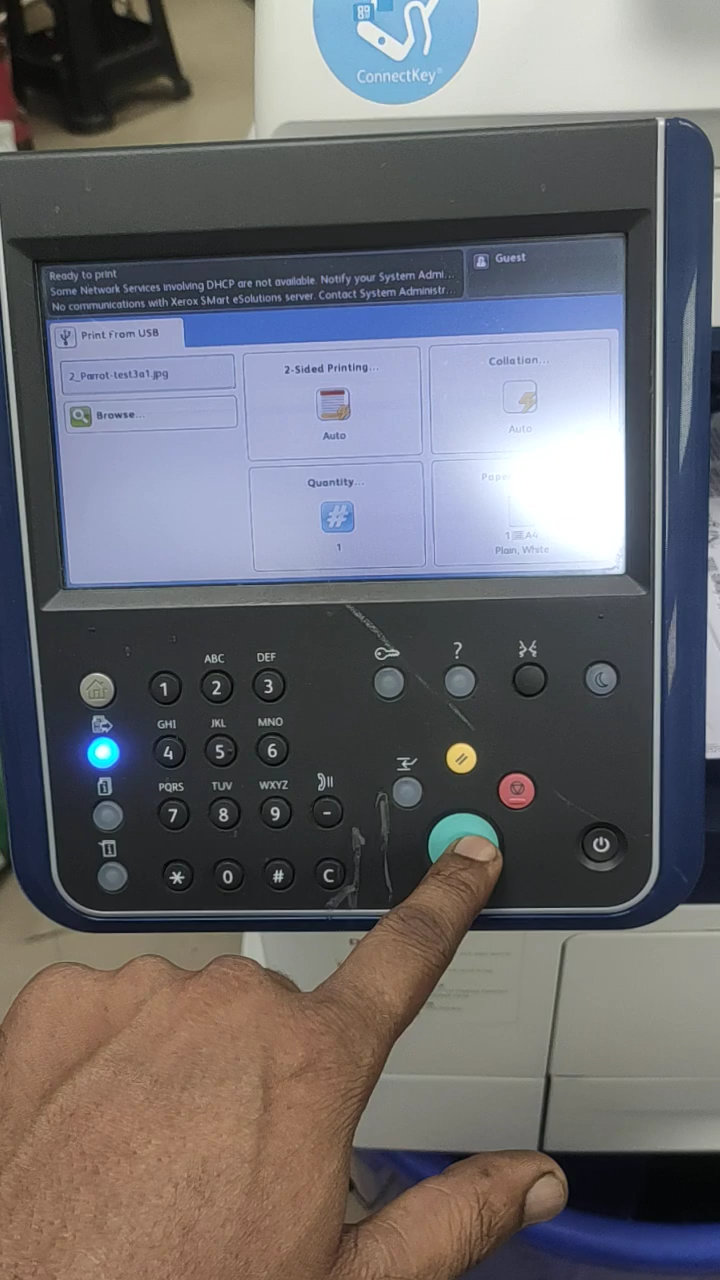 ConnectKey®
Ready to print
Some Network Services involving DHCP are not available. Notify your System Admi...
No communications with Xerox SMart eSolutions server. Contact System Administr...
Guest
Print from USB
2_Parrot-test3a1.jpg
Browse...
2-Sided Printing...
Auto
Collation...
Auto
Quantity...
#
1
1 A4
Plain, White
ABC DEF
1 2 3
?
GHI JKL MNO
4 5 6
PQRS TUV WXYZ
7 8 9 -
* 0 # C